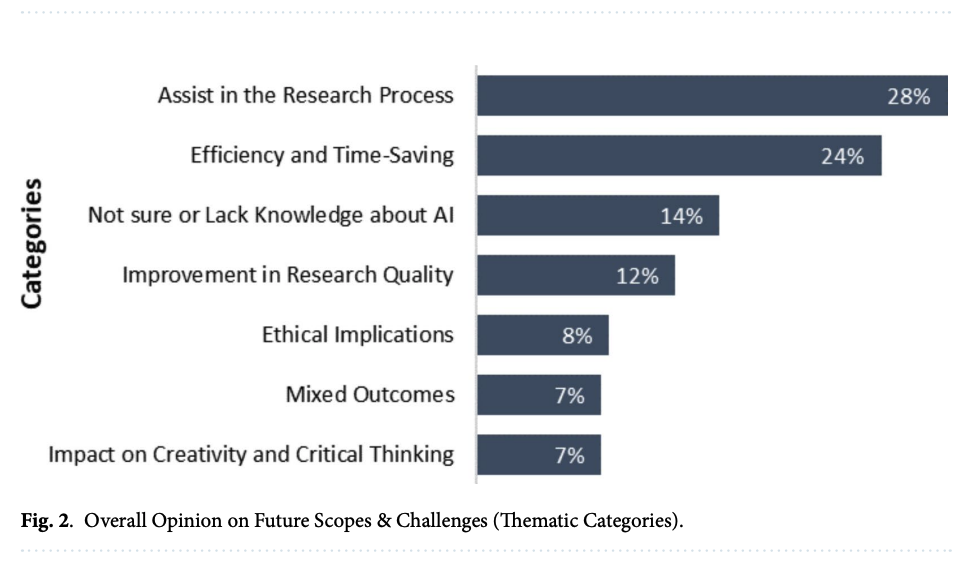 Categories
Assist in the Research Process 28%
Efficiency and Time-Saving 24%
Not sure or Lack Knowledge about AI 14%
Improvement in Research Quality 12%
Ethical Implications 8%
Mixed Outcomes 7%
Impact on Creativity and Critical Thinking 7%
Fig. 2. Overall Opinion on Future Scopes & Challenges (Thematic Categories).